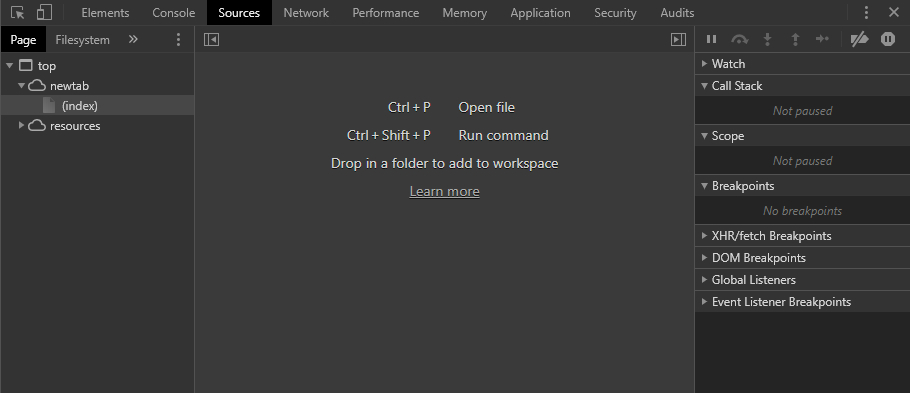 Elements Console Sources Network Performance Memory Application Security Audits
Page Filesystem
top
newtab
(index)
resources
Ctrl + P Open file
Ctrl + Shift + P Run command
Drop in a folder to add to workspace
Learn more
Watch
Call Stack
Not paused
Scope
Not paused
Breakpoints
No breakpoints
XHR/fetch Breakpoints
DOM Breakpoints
Global Listeners
Event Listener Breakpoints